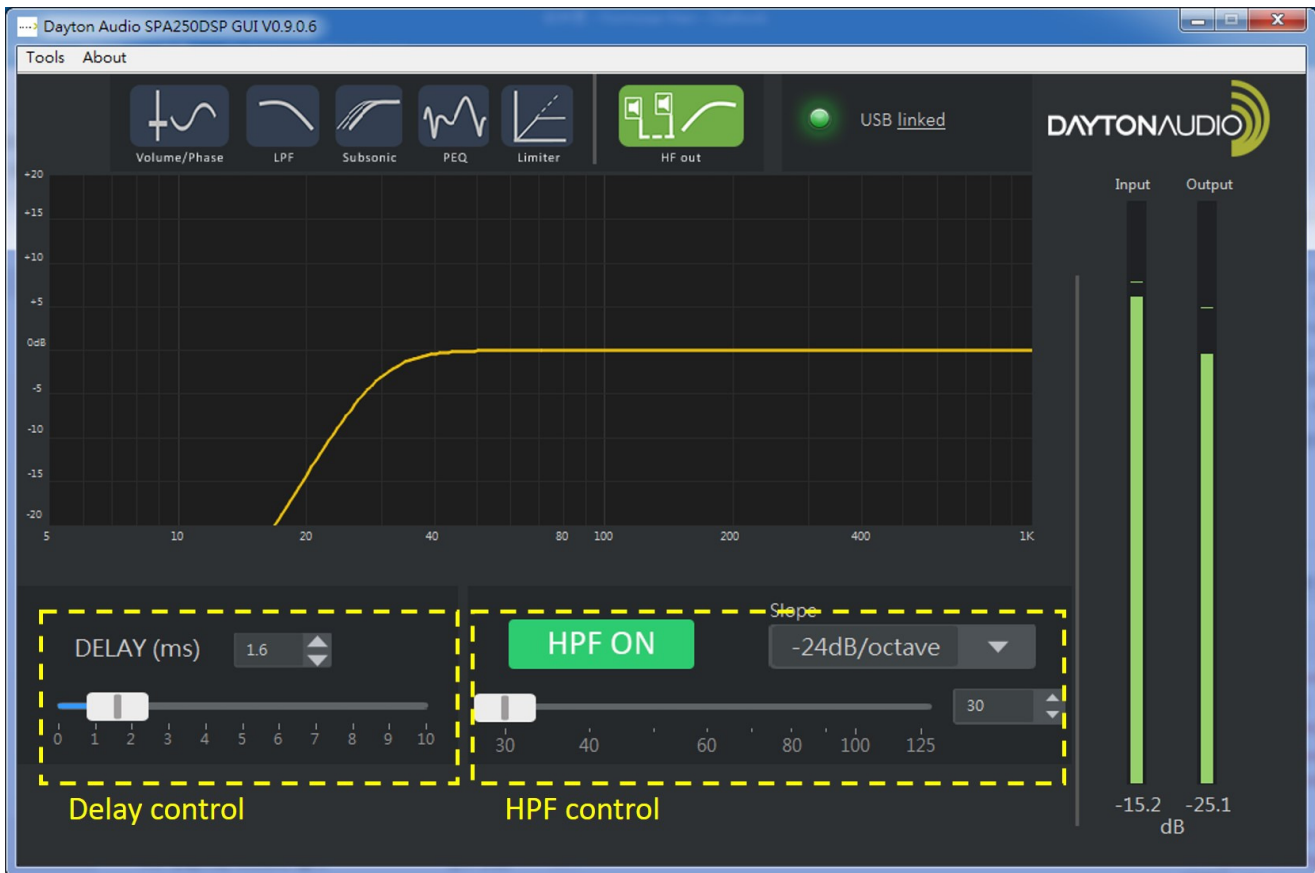 Dayton Audio SPA250DSP GUI V0.9.0.6
Tools About
Volume/Phase LPF Subsonic PEQ Limiter HF out
USB linked
DAYTONAUDIO
Input Output
+20
+15
+10
+5
0dB
-5
-10
-15
-20
5 10 20 40 80 100 200 400 1K
Slope
DELAY (ms) 1.6
HPF ON -24dB/octave
30
0 1 2 3 4 5 6 7 8 9 10
30 40 60 80 100 125
Delay control
HPF control
-15.2 -25.1
dB